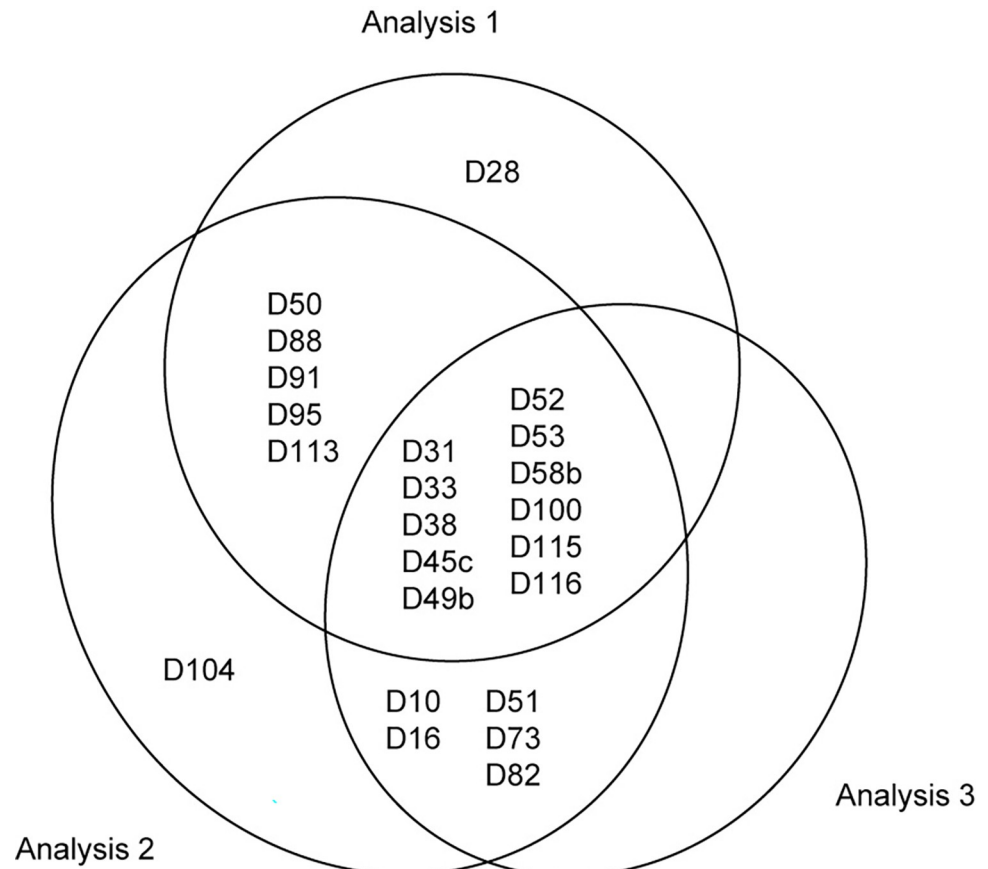 Analysis 1
D28
D50
D88
D91
D95
D113
D31
D33
D38
D45c
D49b
D52
D53
D58b
D100
D115
D116
D104
D10
D16
D51
D73
D82
Analysis 3
Analysis 2